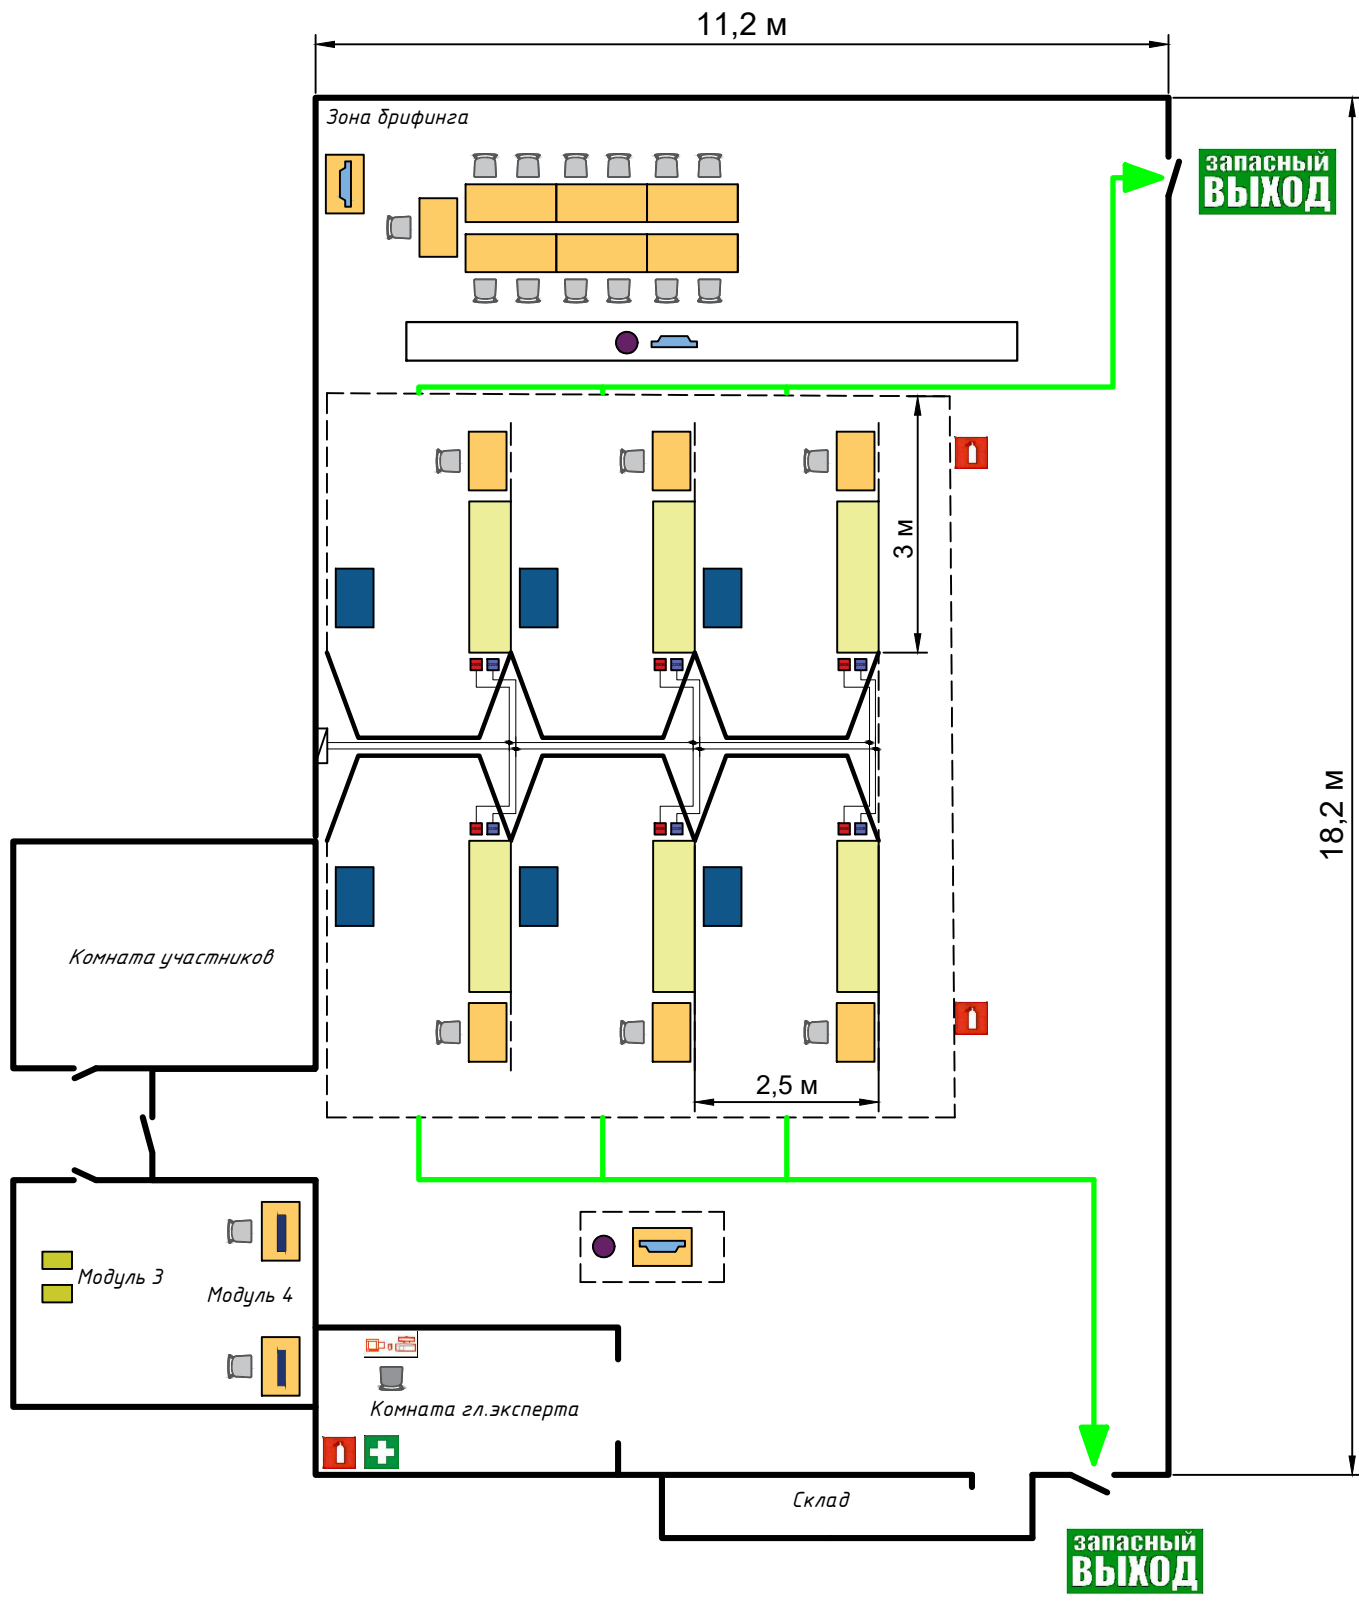 11,2 м
Зона брифинга
запасный
ВЫХОД
3 м
18,2 м
Комната участников
2,5 м
Модуль 3
Модуль 4
Комната гл.эксперта
Склад
запасный
ВЫХОД